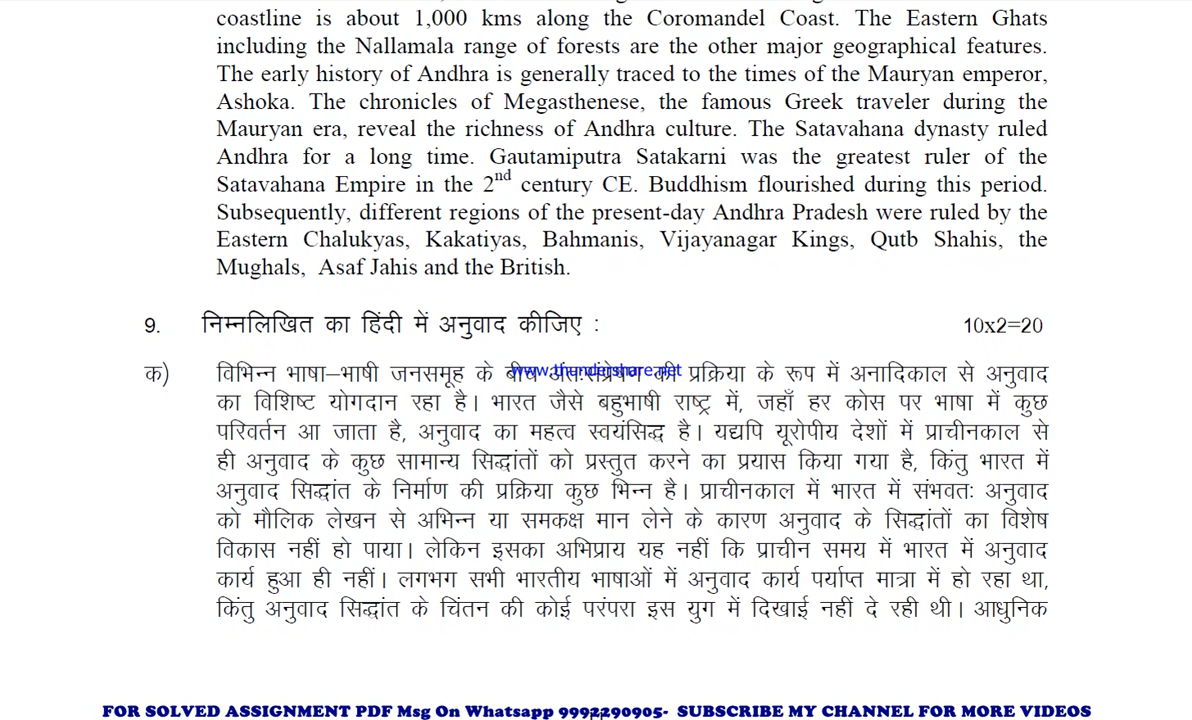 coastline is about 1,000 kms along the Coromandel Coast. The Eastern Ghats
including the Nallamala range of forests are the other major geographical features.
The early history of Andhra is generally traced to the times of the Mauryan emperor,
Ashoka. The chronicles of Megasthenese, the famous Greek traveler during the
Mauryan era, reveal the richness of Andhra culture. The Satavahana dynasty ruled
Andhra for a long time. Gautamiputra Satakarni was the greatest ruler of the
Satavahana Empire in the 2nd century CE. Buddhism flourished during this period.
Subsequently, different regions of the present-day Andhra Pradesh were ruled by the
Eastern Chalukyas, Kakatiyas, Bahmanis, Vijayanagar Kings, Qutb Shahis, the
Mughals, Asaf Jahis and the British.
9. निम्नलिखित का हिंदी में अनुवाद कीजिए : 10x2=20
क) विभिन्न भाषा–भाषी जनसमूह के बीच अंतःसंप्रेषण की प्रक्रिया के रूप में अनादिकाल से अनुवाद
www.thundershare.net
का विशिष्ट योगदान रहा है। भारत जैसे बहुभाषी राष्ट्र में, जहाँ हर कोस पर भाषा में कुछ
परिवर्तन आ जाता है, अनुवाद का महत्व स्वयंसिद्ध है। यद्यपि यूरोपीय देशों में प्राचीनकाल से
ही अनुवाद के कुछ सामान्य सिद्धांतों को प्रस्तुत करने का प्रयास किया गया है, किंतु भारत में
अनुवाद सिद्धांत के निर्माण की प्रक्रिया कुछ भिन्न है। प्राचीनकाल में भारत में संभवतः अनुवाद
को मौलिक लेखन से अभिन्न या समकक्ष मान लेने के कारण अनुवाद के सिद्धांतों का विशेष
विकास नहीं हो पाया। लेकिन इसका अभिप्राय यह नहीं कि प्राचीन समय में भारत में अनुवाद
कार्य हुआ ही नहीं। लगभग सभी भारतीय भाषाओं में अनुवाद कार्य पर्याप्त मात्रा में हो रहा था,
किंतु अनुवाद सिद्धांत के चिंतन की कोई परंपरा इस युग में दिखाई नहीं दे रही थी। आधुनिक
FOR SOLVED ASSIGNMENT PDF Msg On Whatsapp 9992290905- SUBSCRIBE MY CHANNEL FOR MORE VIDEOS